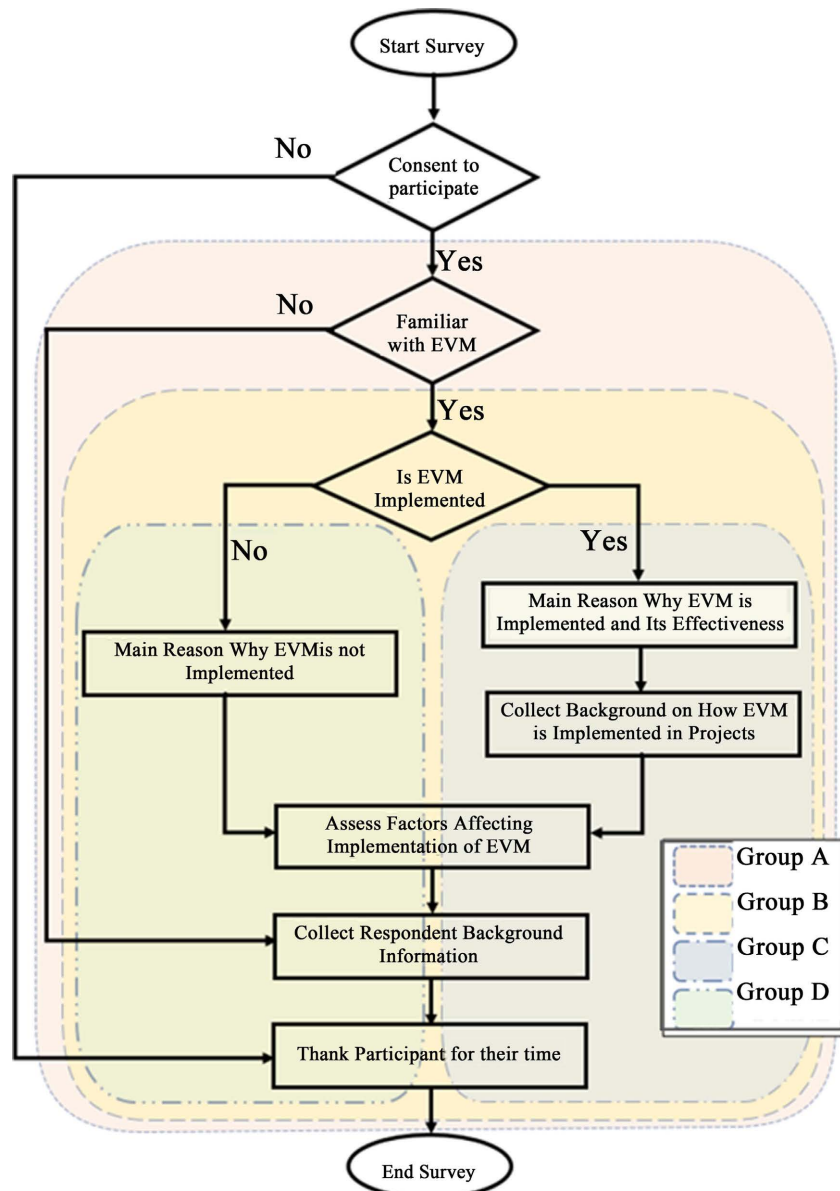 Start Survey
No
Consent to
participate
Yes
No
Familiar
with EVM
Yes
Is EVM
Implemented
No
Yes
Main Reason Why EVM is
Implemented and Its Effectiveness
Main Reason Why EVMis not
Implemented
Collect Background on How EVM
is Implemented in Projects
Assess Factors Affecting
Implementation of EVM
Group A
Group B
Group C
Group D
Collect Respondent Background
Information
Thank Participant for their time
End Survey